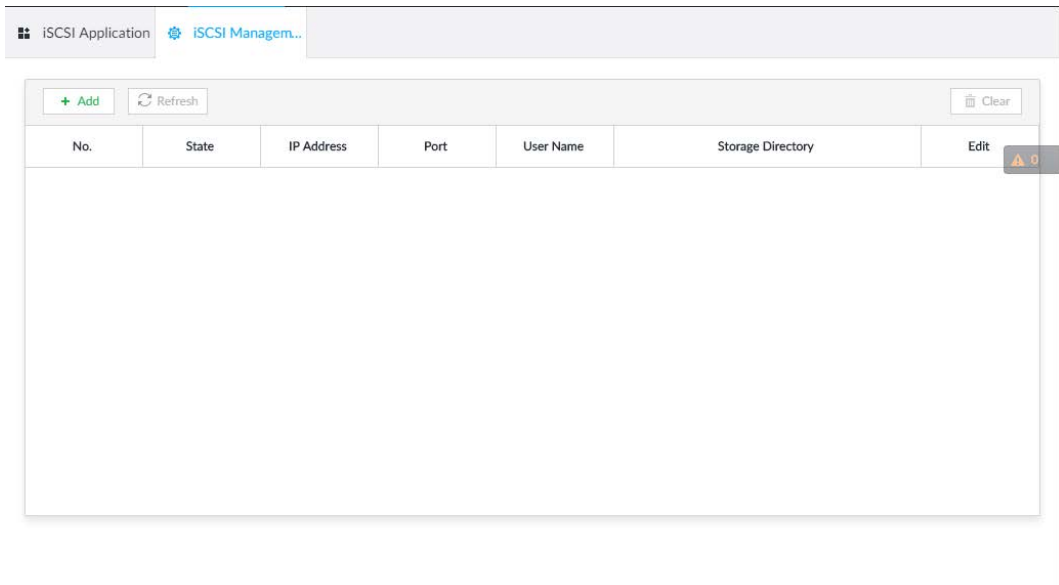 iSCSI Application iSCSI Managem...
+ Add Refresh Clear
No. State IP Address Port User Name Storage Directory Edit
0